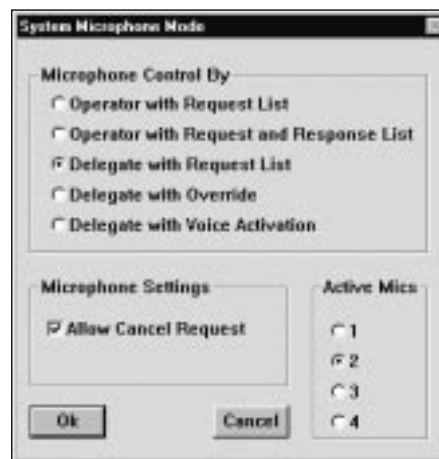 System Microphone Mode
Microphone Control By
Operator with Request List
Operator with Request and Response List
Delegate with Request List
Delegate with Override
Delegate with Voice Activation
Microphone Settings
Allow Cancel Request
Active Mics
1
2
3
4
Ok
Cancel